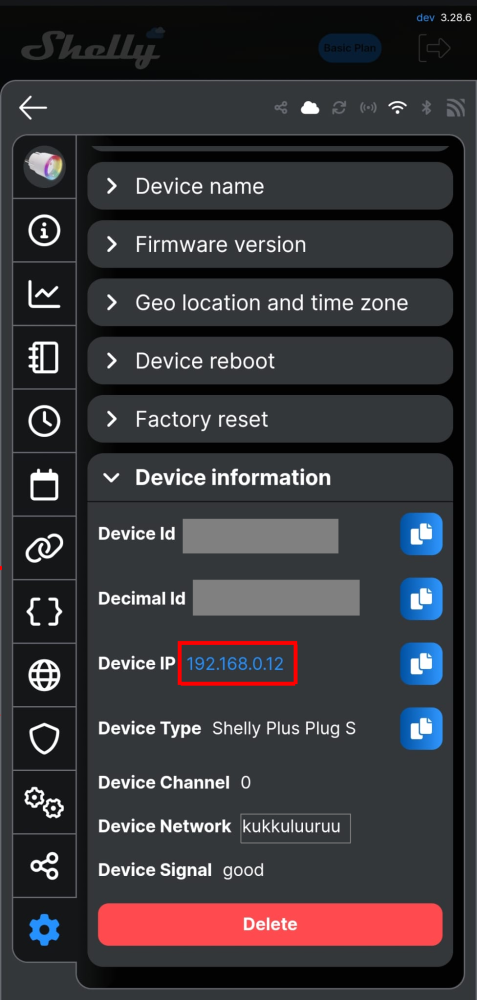 dev 3.28.6
Shelly
Basic Plan
Device name
Firmware version
Geo location and time zone
Device reboot
Factory reset
Device information
Device Id
Decimal Id
Device IP 192.168.0.12
Device Type Shelly Plus Plug S
Device Channel 0
Device Network kukkuluuruu
Device Signal good
Delete